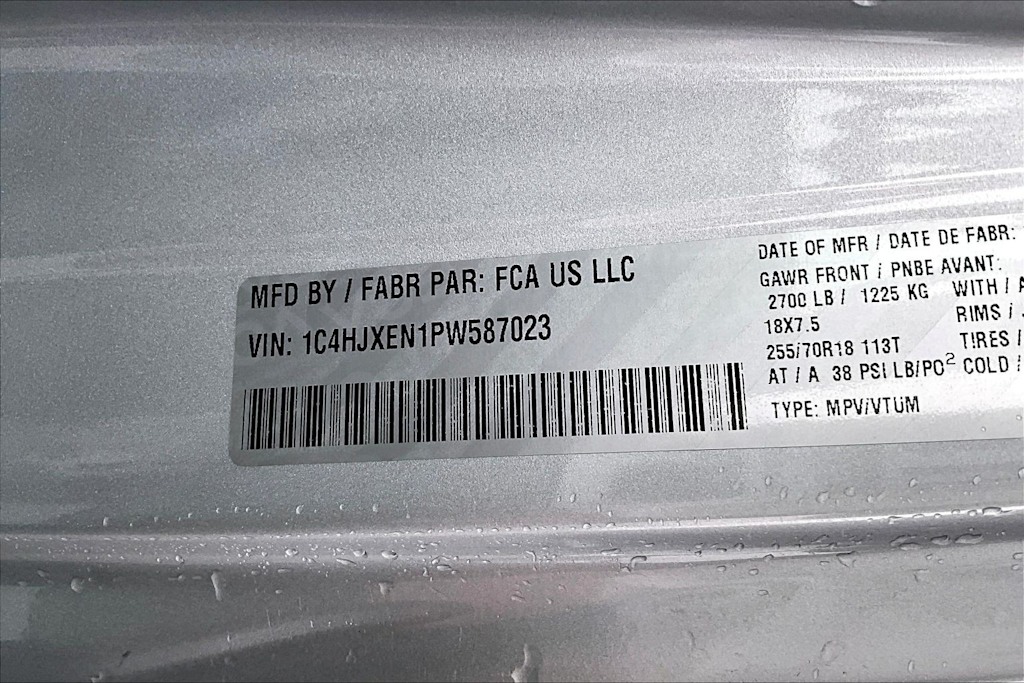 MFD BY / FABR PAR: FCA US LLC
VIN: 1C4HJXEN1PW587023
DATE OF MFR / DATE DE FABR:
GAWR FRONT / PNBE AVANT:
2700 LB / 1225 KG WITH / A
18X7.5 RIMS /
255/70R18 113T TIRES /
AT / A 38 PSI LB/PO² COLD /
TYPE: MPV/VTUM